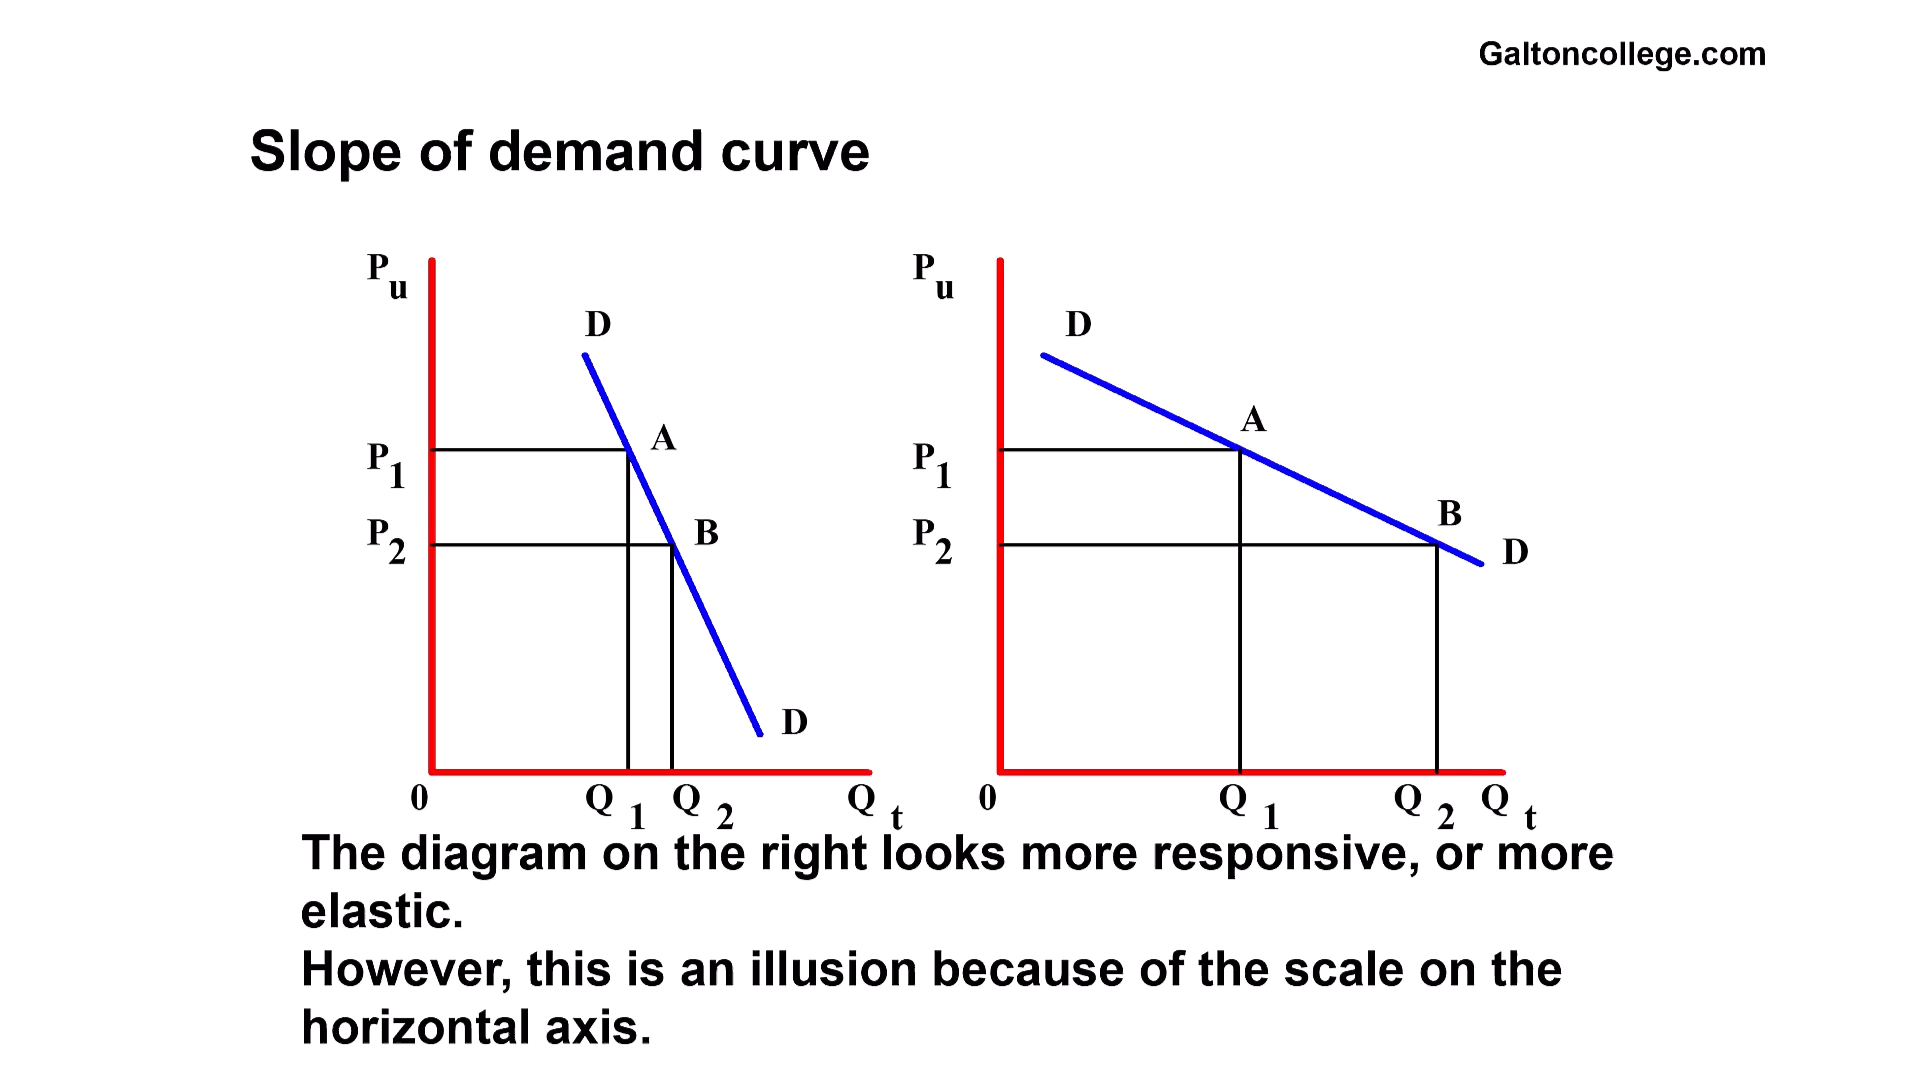 Galtoncollege.com
Slope of demand curve
Pu Pu
D D
A A
P1 P1
B B
P2 P2
D
D
0 Q1 Q2 Qt 0 Q1 Q2 Qt
The diagram on the right looks more responsive, or more
elastic.
However, this is an illusion because of the scale on the
horizontal axis.